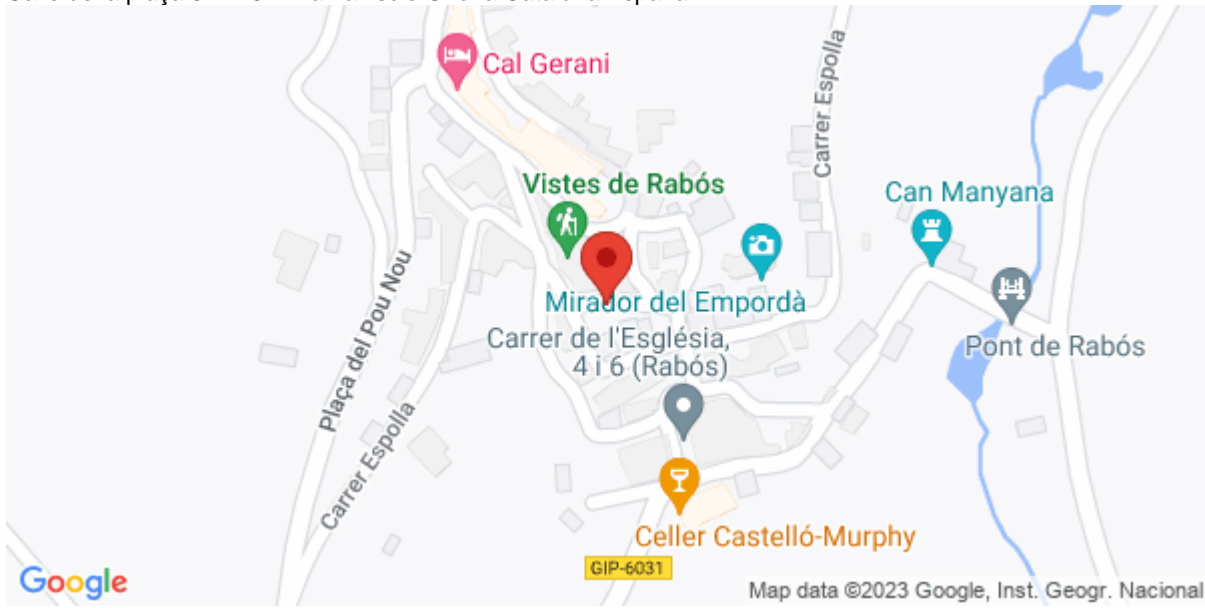 Cal Gerani
Carrer Espolla
Vistes de Rabós
Can Manyana
Mirador del Empordà
Plaça del Pou Nou
Carrer de l'Església,
4 i 6 (Rabós)
Pont de Rabós
Carrer Espolla
Celler Castelló-Murphy
GIP-6031
Google
Map data ©2023 Google, Inst. Geogr. Nacional